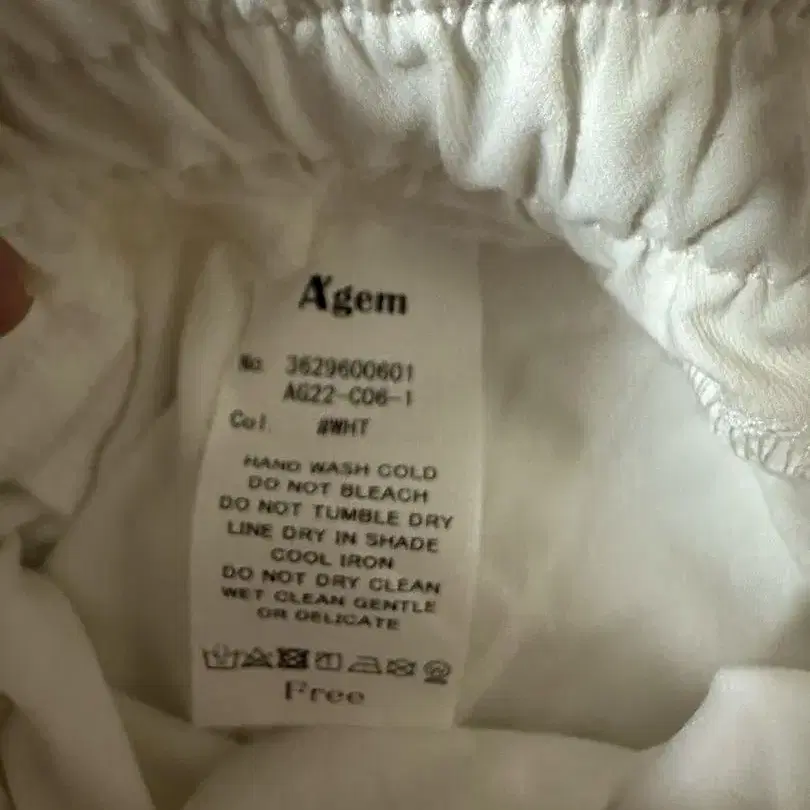 A'gem
No. 3629600601
AG22-C06-1
Col. #WHT
HAND WASH COLD
DO NOT BLEACH
DO NOT TUMBLE DRY
LINE DRY IN SHADE
COOL IRON
DO NOT DRY CLEAN
WET CLEAN GENTLE
OR DELICATE
Free